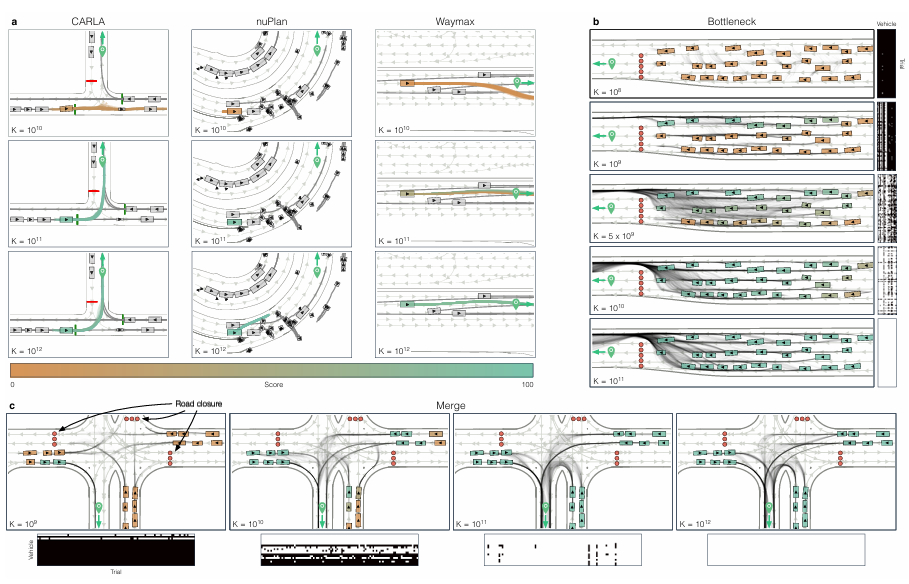 a
CARLA
nuPlan
Waymax
K = 10¹⁰
K = 10¹⁰
K = 10¹⁰
K = 10¹¹
K = 10¹¹
K = 10¹¹
K = 10¹²
K = 10¹²
K = 10¹²
0
Score
100
b
Bottleneck
Vehicle
Trial
K = 10⁸
K = 10⁹
K = 5 x 10⁹
K = 10¹⁰
K = 10¹¹
c
Road closure
Merge
K = 10⁹
K = 10¹⁰
K = 10¹¹
K = 10¹²
Vehicle
Trial